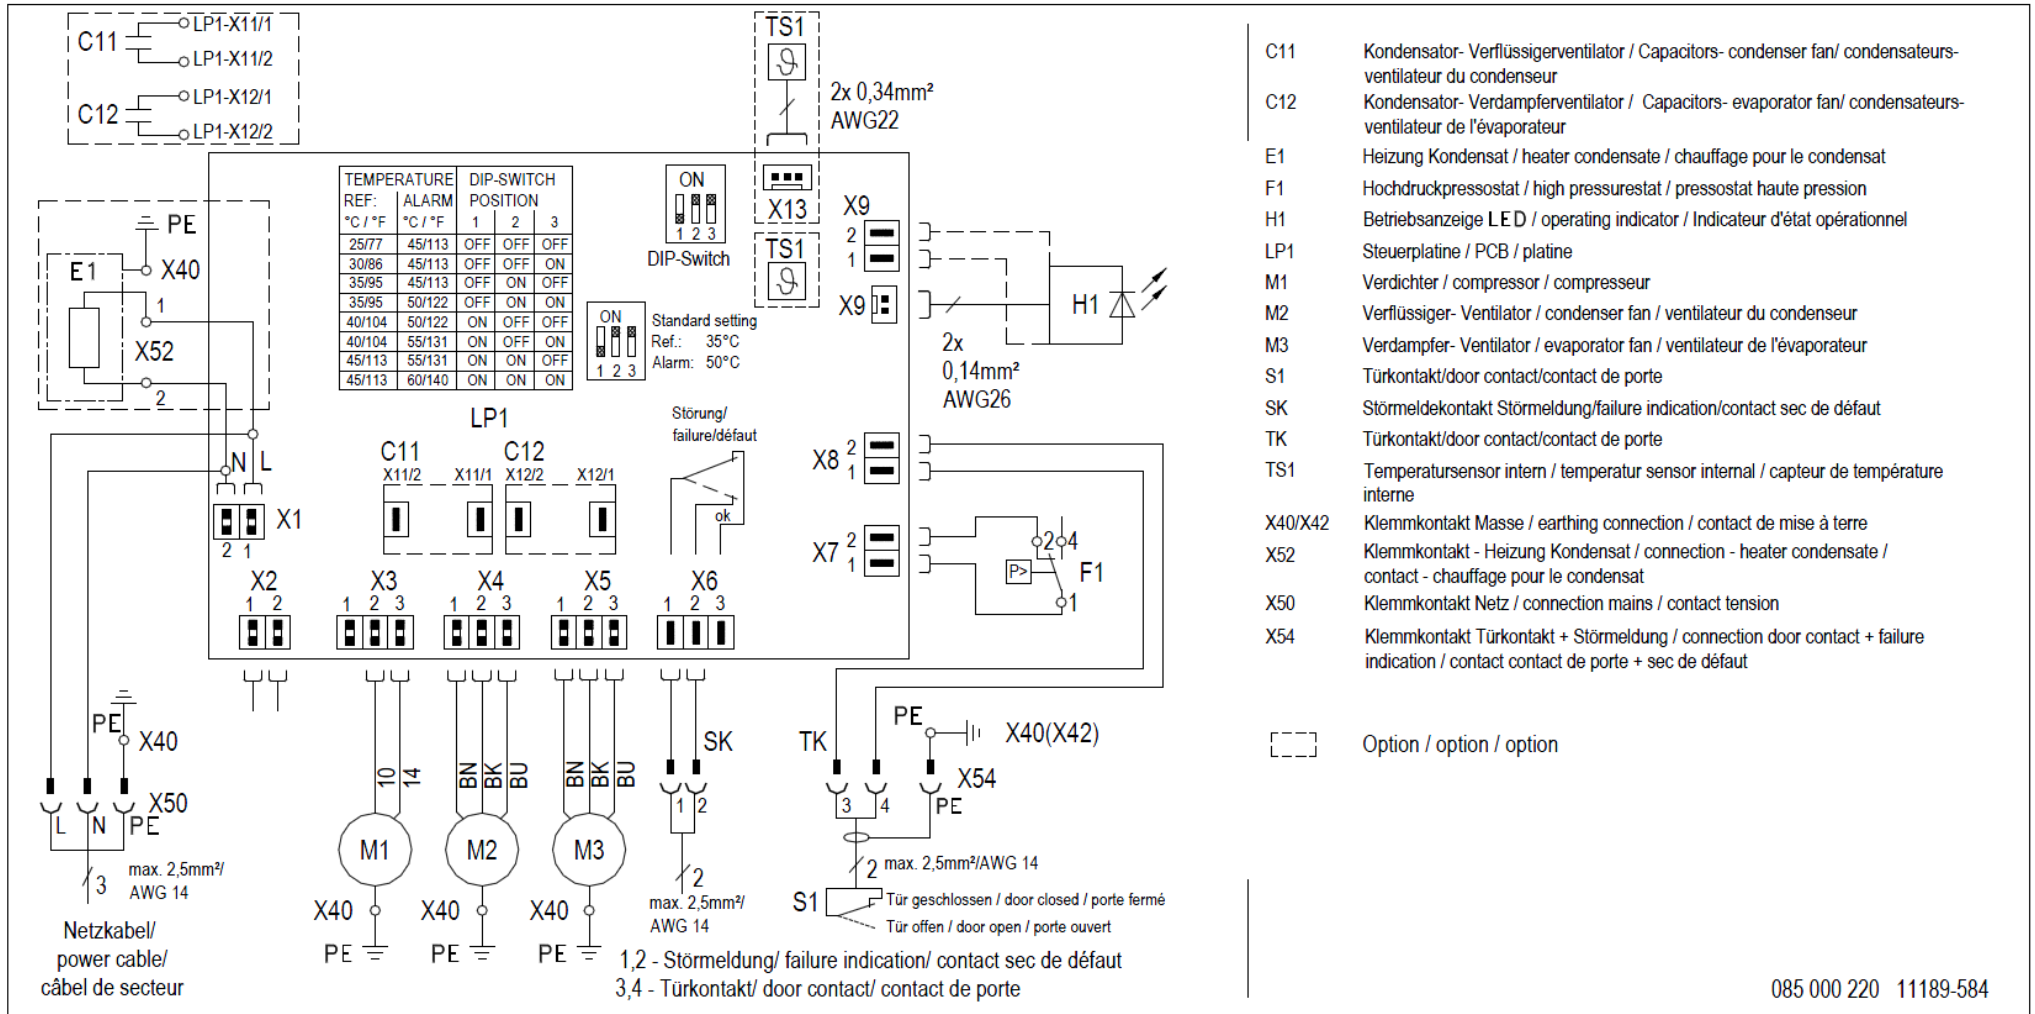 C11
LP1-X11/1
LP1-X11/2
C12
LP1-X12/1
LP1-X12/2
TS1
2x 0,34mm²
AWG22
TEMPERATURE DIP-SWITCH
REF: ALARM POSITION
°C / °F °C / °F 1 2 3
25/77 45/113 OFF OFF OFF
30/86 45/113 OFF OFF ON
35/95 45/113 OFF ON OFF
35/95 50/122 OFF ON ON
40/104 50/122 ON OFF OFF
40/104 55/131 ON OFF ON
45/113 55/131 ON ON OFF
45/113 60/140 ON ON ON
ON
1 2 3
DIP-Switch
X13
TS1
ON
1 2 3
Standard setting
Ref.: 35°C
Alarm: 50°C
X9
2
1
X9
H1
2x
0,14mm²
AWG26
PE
E1
X40
1
X52
2
N L
X1
2 1
LP1
C11
X11/2 X11/1
C12
X12/2 X12/1
Störung/
failure/défaut
ok
X8
2
1
X7
2
1
2 4
P>
F1
1
X2
1 2
X3
1 2 3
X4
1 2 3
X5
1 2 3
X6
1 2 3
PE
X40
X50
L N PE
3
max. 2,5mm²/
AWG 14
Netzkabel/
power cable/
câbel de secteur
10 14
M1
X40
PE
BN BK BU
M2
X40
PE
BN BK BU
M3
X40
PE
SK
1 2
2
max. 2,5mm²/
AWG 14
TK
3 4
PE
X40(X42)
X54
PE
2 max. 2,5mm²/AWG 14
S1
Tür geschlossen / door closed / porte fermé
Tür offen / door open / porte ouvert
1,2 - Störmeldung/ failure indication/ contact sec de défaut
3,4 - Türkontakt/ door contact/ contact de porte
C11 Kondensator- Verflüssigerventilator / Capacitors- condenser fan/ condensateurs-
ventilateur du condenseur
C12 Kondensator- Verdampferventilator / Capacitors- evaporator fan/ condensateurs-
ventilateur de l'évaporateur
E1 Heizung Kondensat / heater condensate / chauffage pour le condensat
F1 Hochdruckpressostat / high pressurestat / pressostat haute pression
H1 Betriebsanzeige LED / operating indicator / Indicateur d'état opérationnel
LP1 Steuerplatine / PCB / platine
M1 Verdichter / compressor / compresseur
M2 Verflüssiger- Ventilator / condenser fan / ventilateur du condenseur
M3 Verdampfer- Ventilator / evaporator fan / ventilateur de l'évaporateur
S1 Türkontakt/door contact/contact de porte
SK Störmeldekontakt Störmeldung/failure indication/contact sec de défaut
TK Türkontakt/door contact/contact de porte
TS1 Temperatursensor intern / temperatur sensor internal / capteur de température
interne
X40/X42 Klemmkontakt Masse / earthing connection / contact de mise à terre
X52 Klemmkontakt - Heizung Kondensat / connection - heater condensate /
contact - chauffage pour le condensat
X50 Klemmkontakt Netz / connection mains / contact tension
X54 Klemmkontakt Türkontakt + Störmeldung / connection door contact + failure
indication / contact contact de porte + sec de défaut
Option / option / option
085 000 220 11189-584